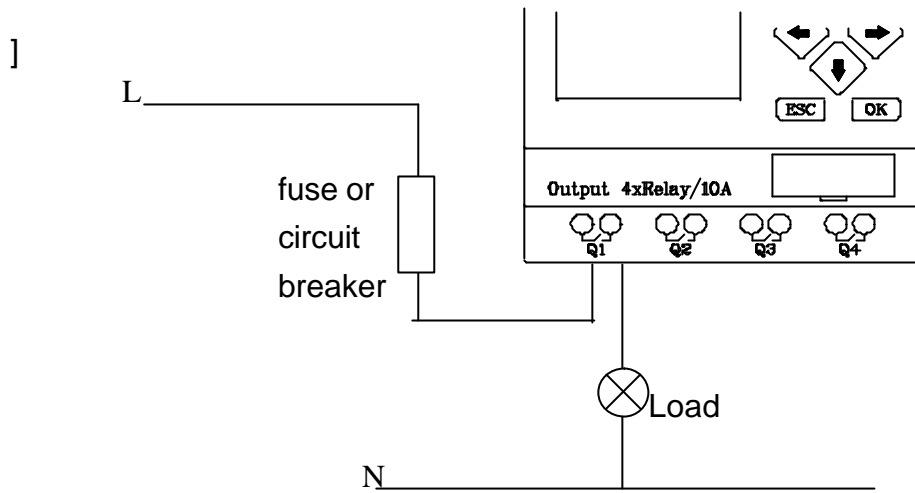 ]
L
ESC OK
fuse or
circuit
breaker
Output 4xRelay/10A
Q1 Q2 Q3 Q4
Load
N